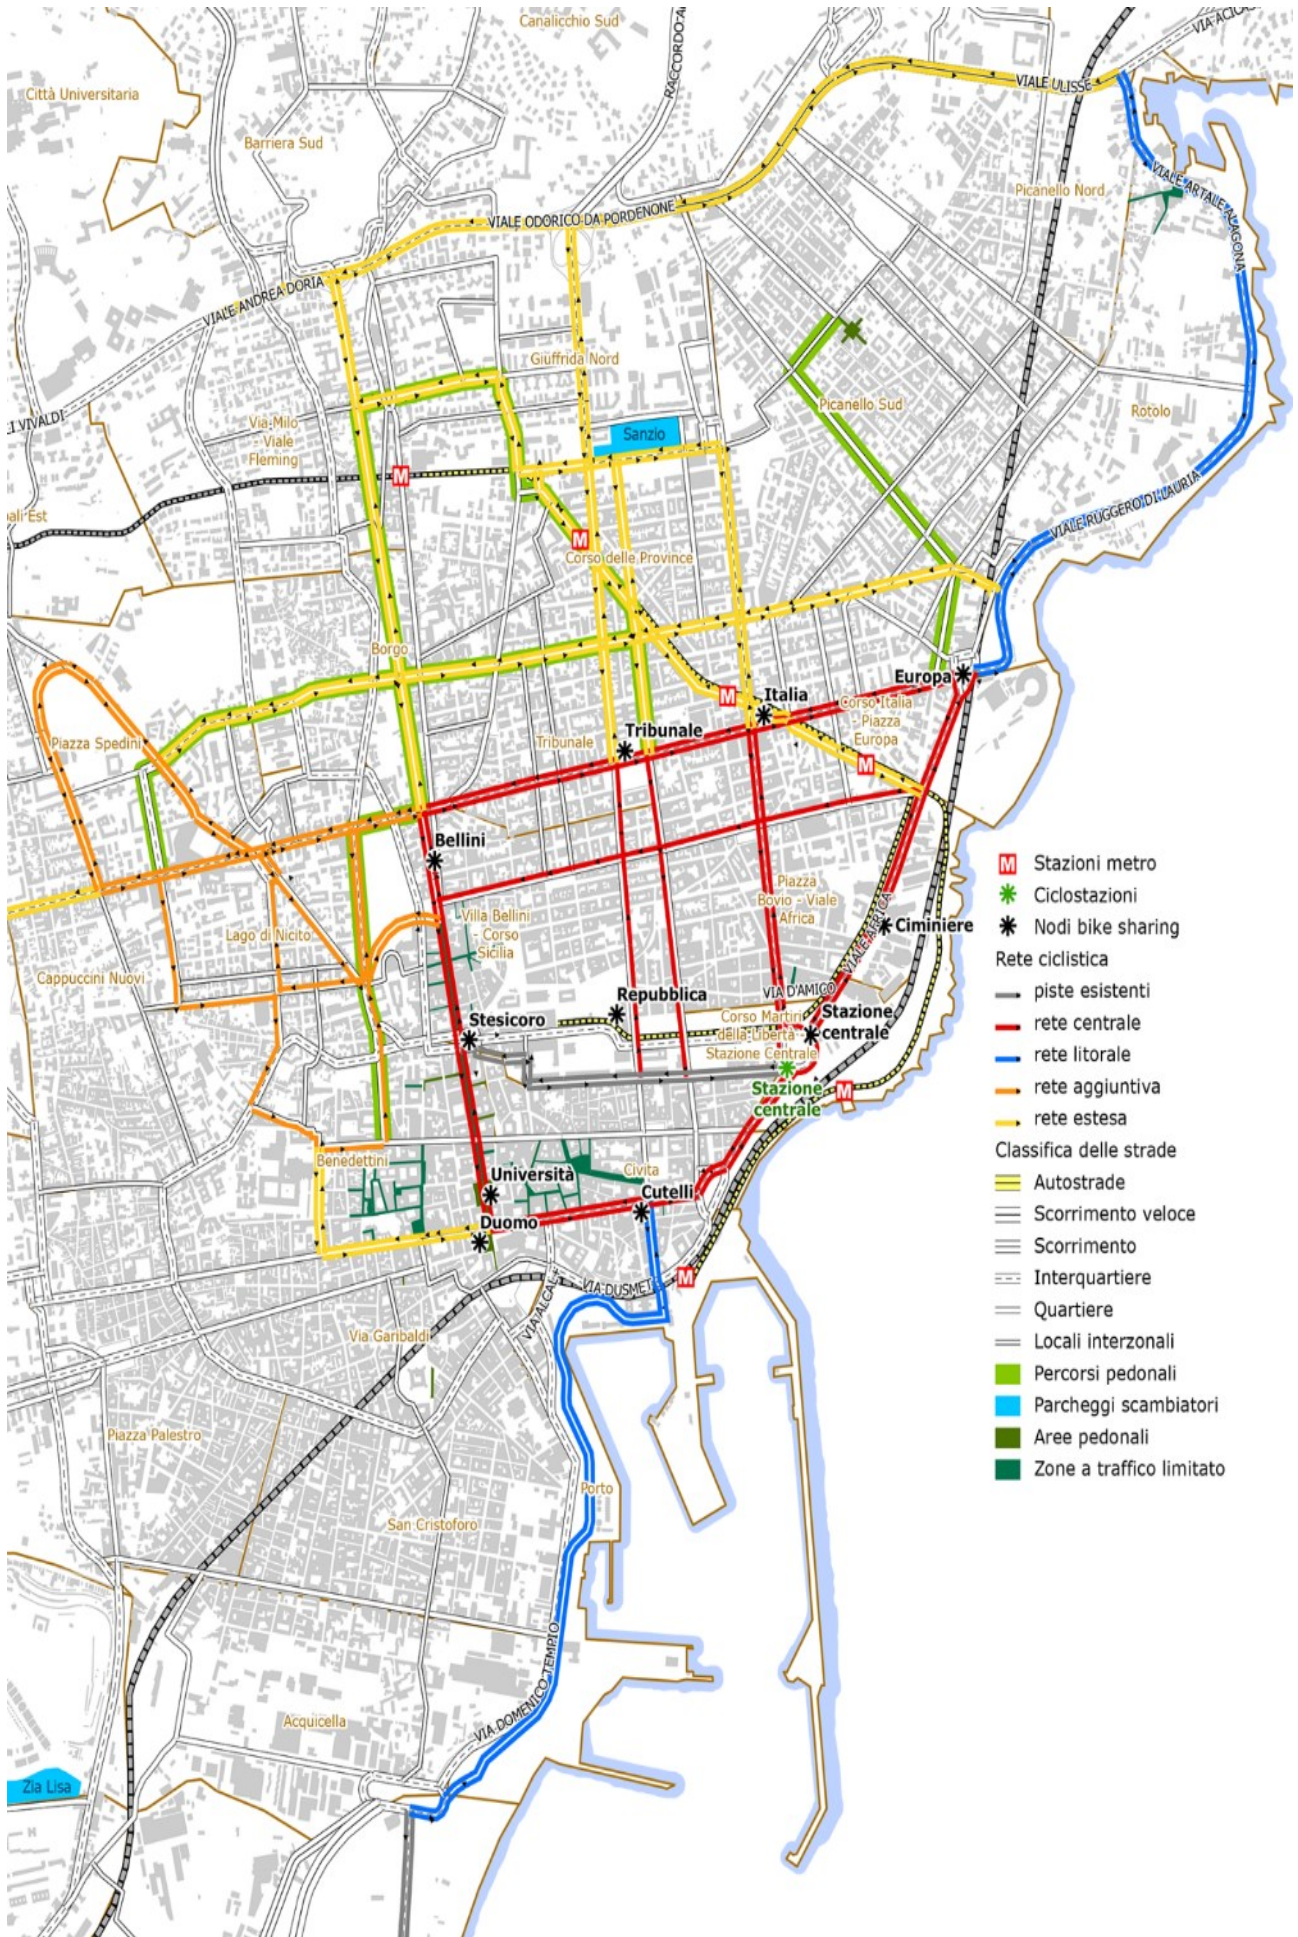 Canalicchio Sud
RACCORDO A
VIA ACI
Città Universitaria
Barriera Sud
VIALE ULISSE
VIALE ARTALE ALAGONA
Picanello Nord
VIALE ODORICO DA PORDENONE
VIALE ANDREA DORIA
Giuffrida Nord
I VIVALDI
Via Milo
- Viale
Fleming
Sanzio
Picanello Sud
Rotolo
M
ali Est
VIALE RUGGERO DI LAURIA
M
Corso delle Province
Borgo
Europa
M
Italia
Corso Italia
- Piazza
Europa
Piazza Spedini
Tribunale
Tribunale
M
Bellini
Piazza
Bovio - Viale
Africa
Villa Bellini
- Corso
Sicilia
Lago di Nicito
Cappuccini Nuovi
VIALE AFRICA
Ciminiere
VIA D'AMICO
Repubblica
Stazione
centrale
Corso Martiri
della Libertà -
Stazione Centrale
Stesicoro
Stazione
centrale
M
Benedettini
Università
Civita
Cutelli
Duomo
M
VIA DUSMET
VIA ALCAL
Via Garibaldi
Piazza Palestro
Porto
San Cristoforo
VIA DOMENICO TEMPIO
Acquicella
Zia Lisa
M Stazioni metro
Ciclostazioni
Nodi bike sharing
Rete ciclistica
piste esistenti
rete centrale
rete litorale
rete aggiuntiva
rete estesa
Classifica delle strade
Autostrade
Scorrimento veloce
Scorrimento
Interquartiere
Quartiere
Locali interzonali
Percorsi pedonali
Parcheggi scambiatori
Aree pedonali
Zone a traffico limitato